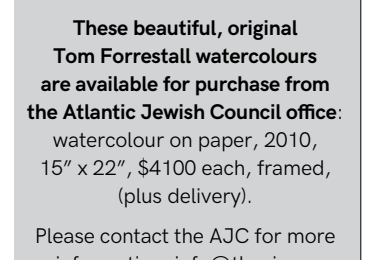 These beautiful, original
Tom Forrestall watercolours
are available for purchase from
the Atlantic Jewish Council office:
watercolour on paper, 2010,
15” x 22”, $4100 each, framed,
(plus delivery).
Please contact the AJC for more